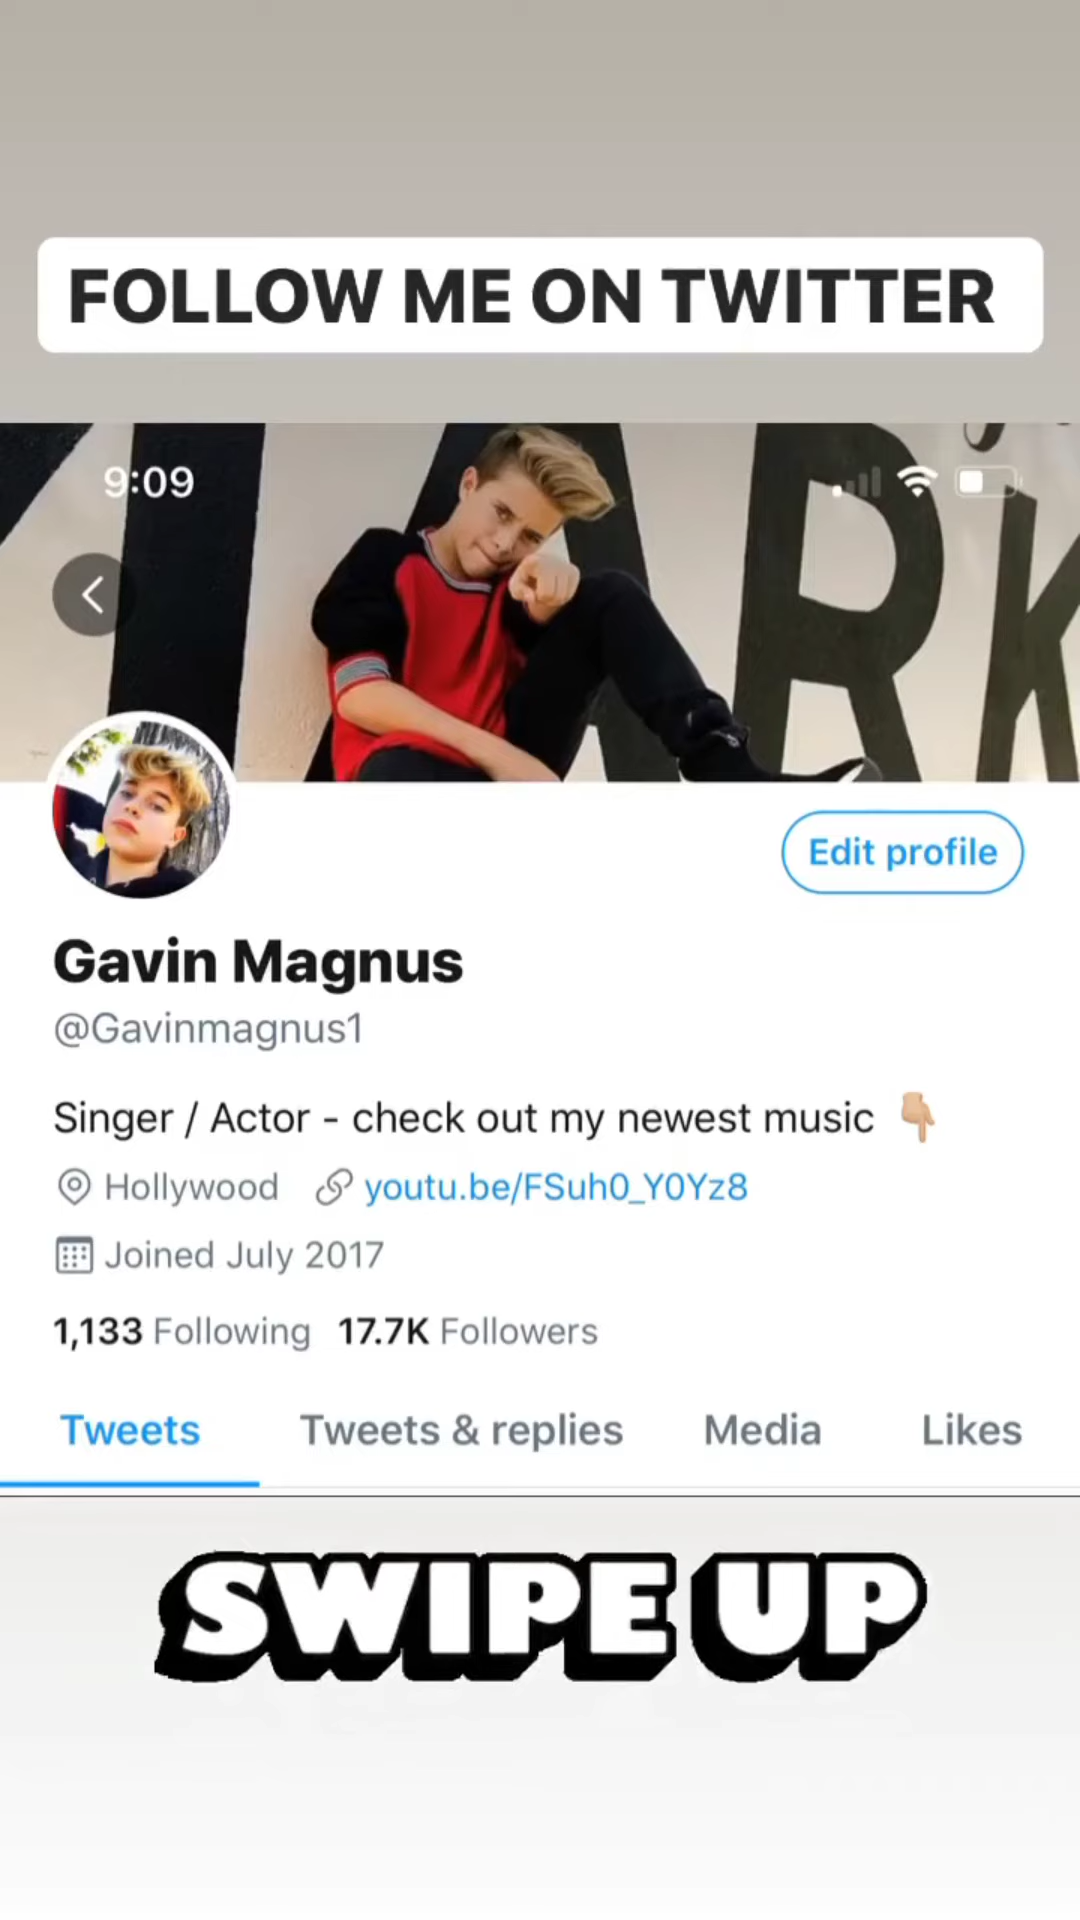 FOLLOW ME ON TWITTER
9:09
ARK
Edit profile
Gavin Magnus
@Gavinmagnus1
Singer / Actor - check out my newest music 👇🏼
Hollywood youtu.be/FSuh0_Y0Yz8
Joined July 2017
1,133 Following 17.7K Followers
Tweets Tweets & replies Media Likes
SWIPE UP